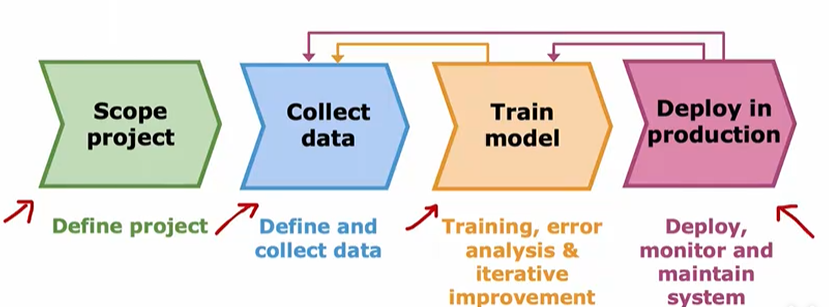 Scope
project
Collect
data
Train
model
Deploy in
production
Define project
Define and
collect data
Training, error
analysis &
iterative
improvement
Deploy,
monitor and
maintain
system